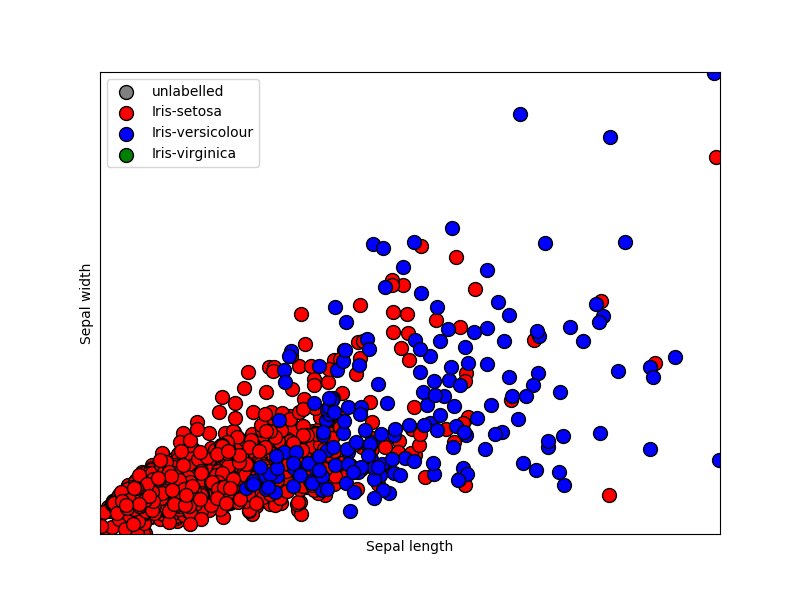 unlabelled
Iris-setosa
Iris-versicolour
Iris-virginica
Sepal width
Sepal length